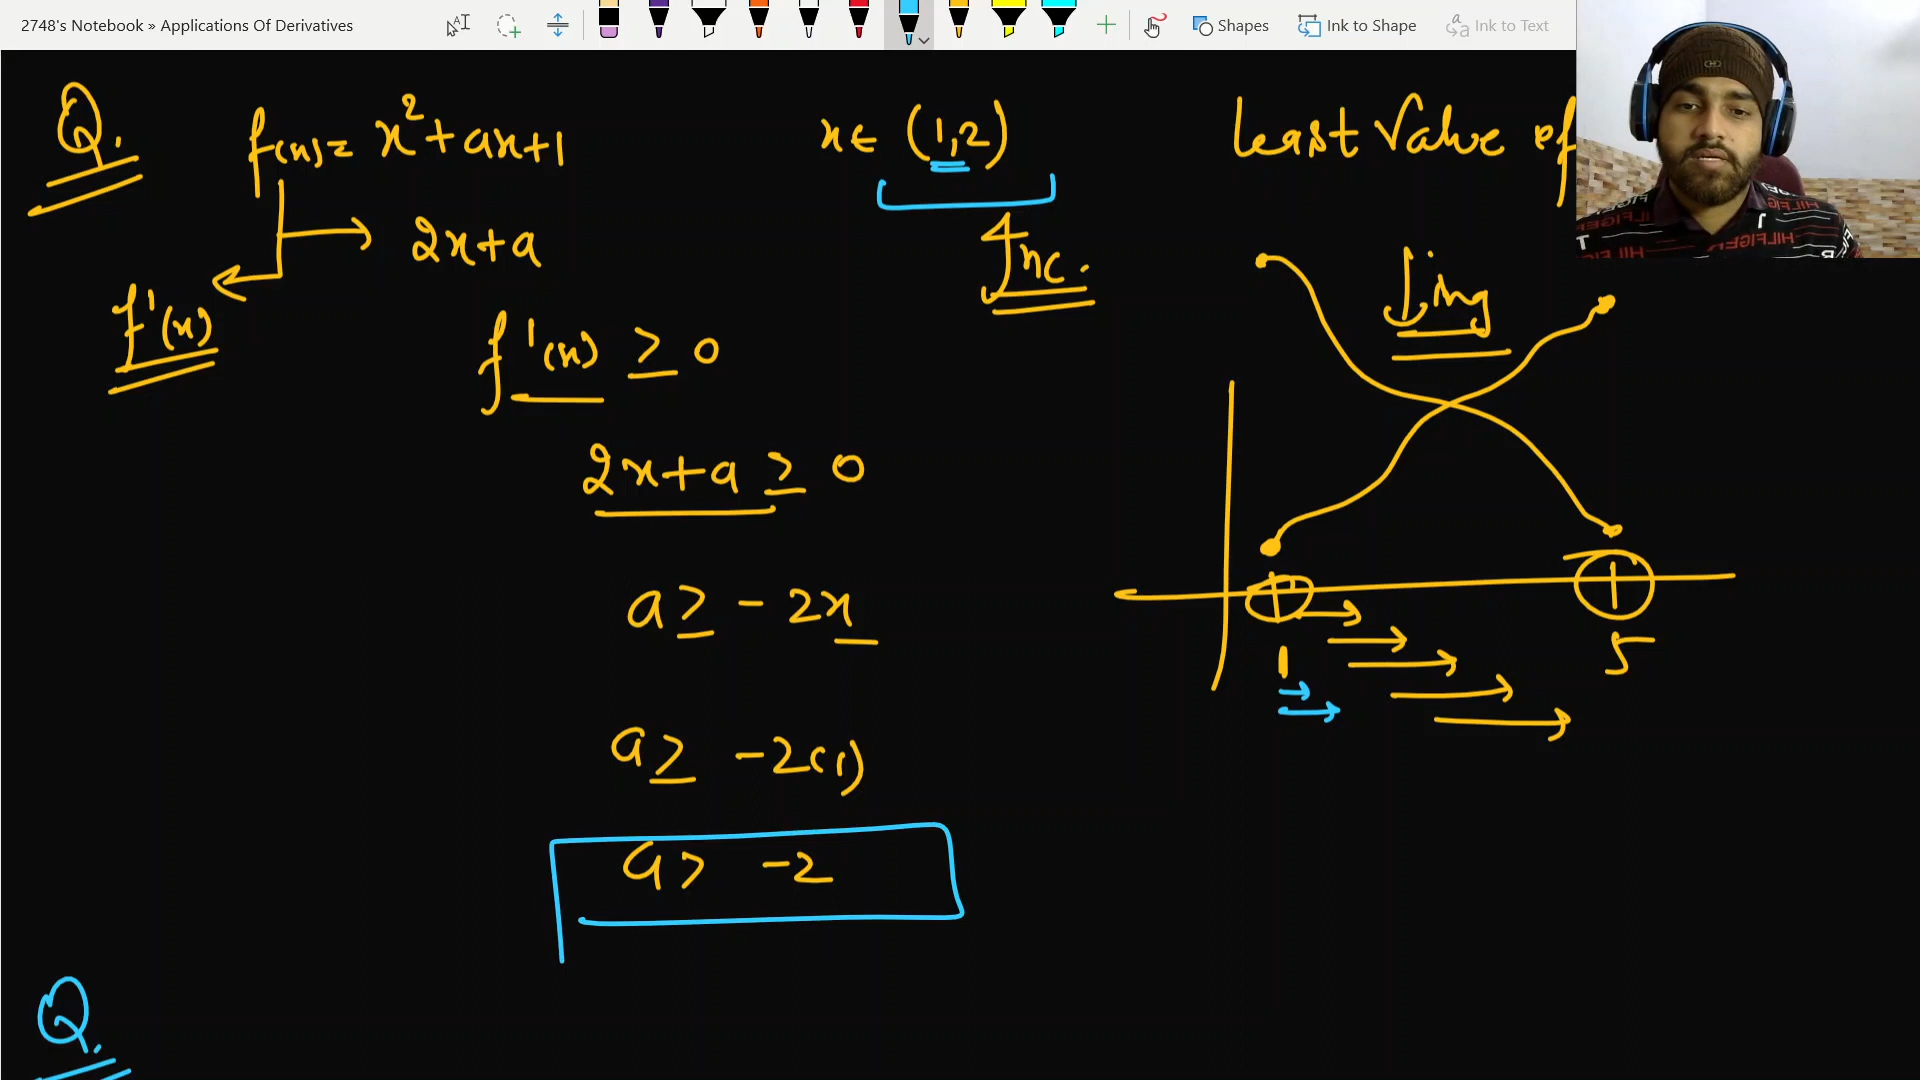 2748's Notebook » Applications Of Derivatives
Shapes
Ink to Shape
Ink to Text
Q. f(x) = x² + ax + 1 x ∈ (1,2) Least Value of
2x + a
Inc.
f'(x)
↓ing
f'(x) ≥ 0
2x + a ≥ 0
a ≥ - 2x
1 5
a ≥ -2(1)
a > -2
Q.